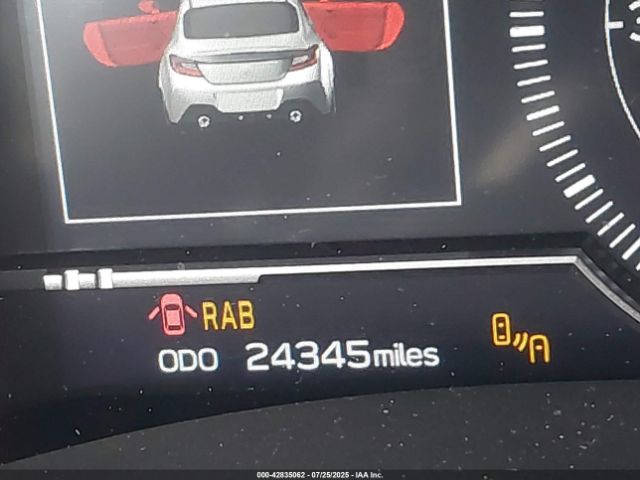 RAB
ODO 24345miles
000-42835062 - 07/25/2025 - IAA Inc.